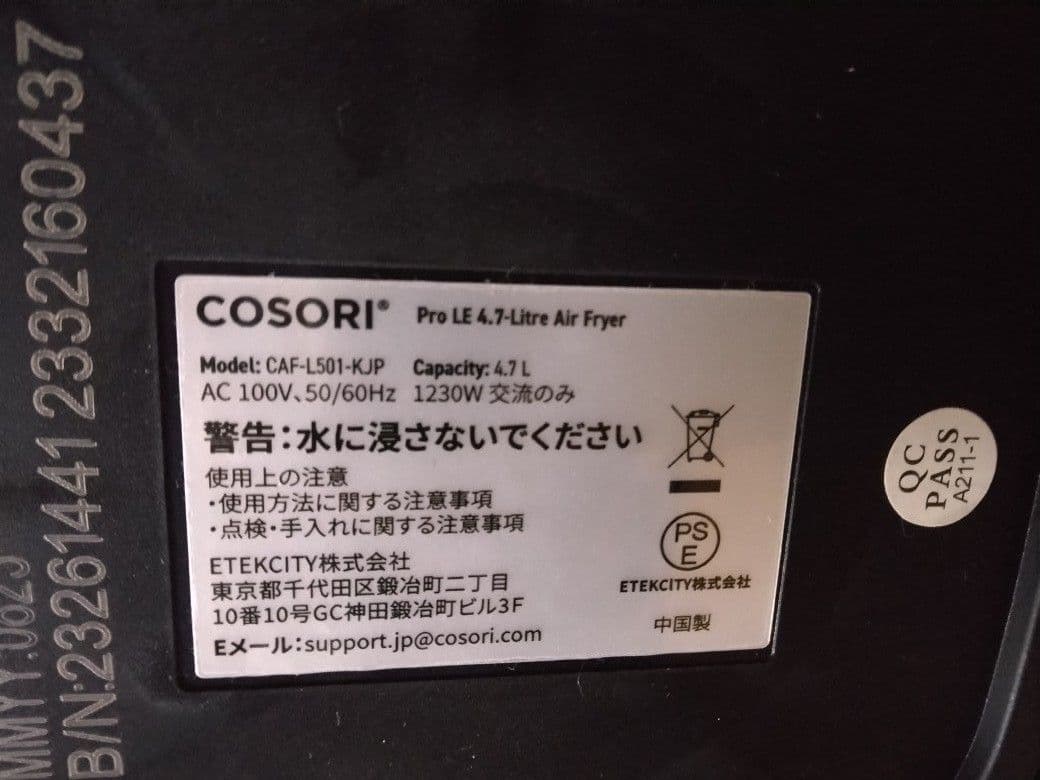 COSORI® Pro LE 4.7-Litre Air Fryer
Model: CAF-L501-KJP Capacity: 4.7 L
AC 100V、50/60Hz 1230W 交流のみ
警告：水に浸さないでください
使用上の注意
・使用方法に関する注意事項
・点検・手入れに関する注意事項
ETEKCITY株式会社
東京都千代田区鍛冶町二丁目
10番10号GC神田鍛冶町ビル3F
Eメール：support.jp@cosori.com
PS
E
ETEKCITY株式会社
中国製
QC
PASS
A211-1
MMYY:0623
B/N:23261441 2332160437